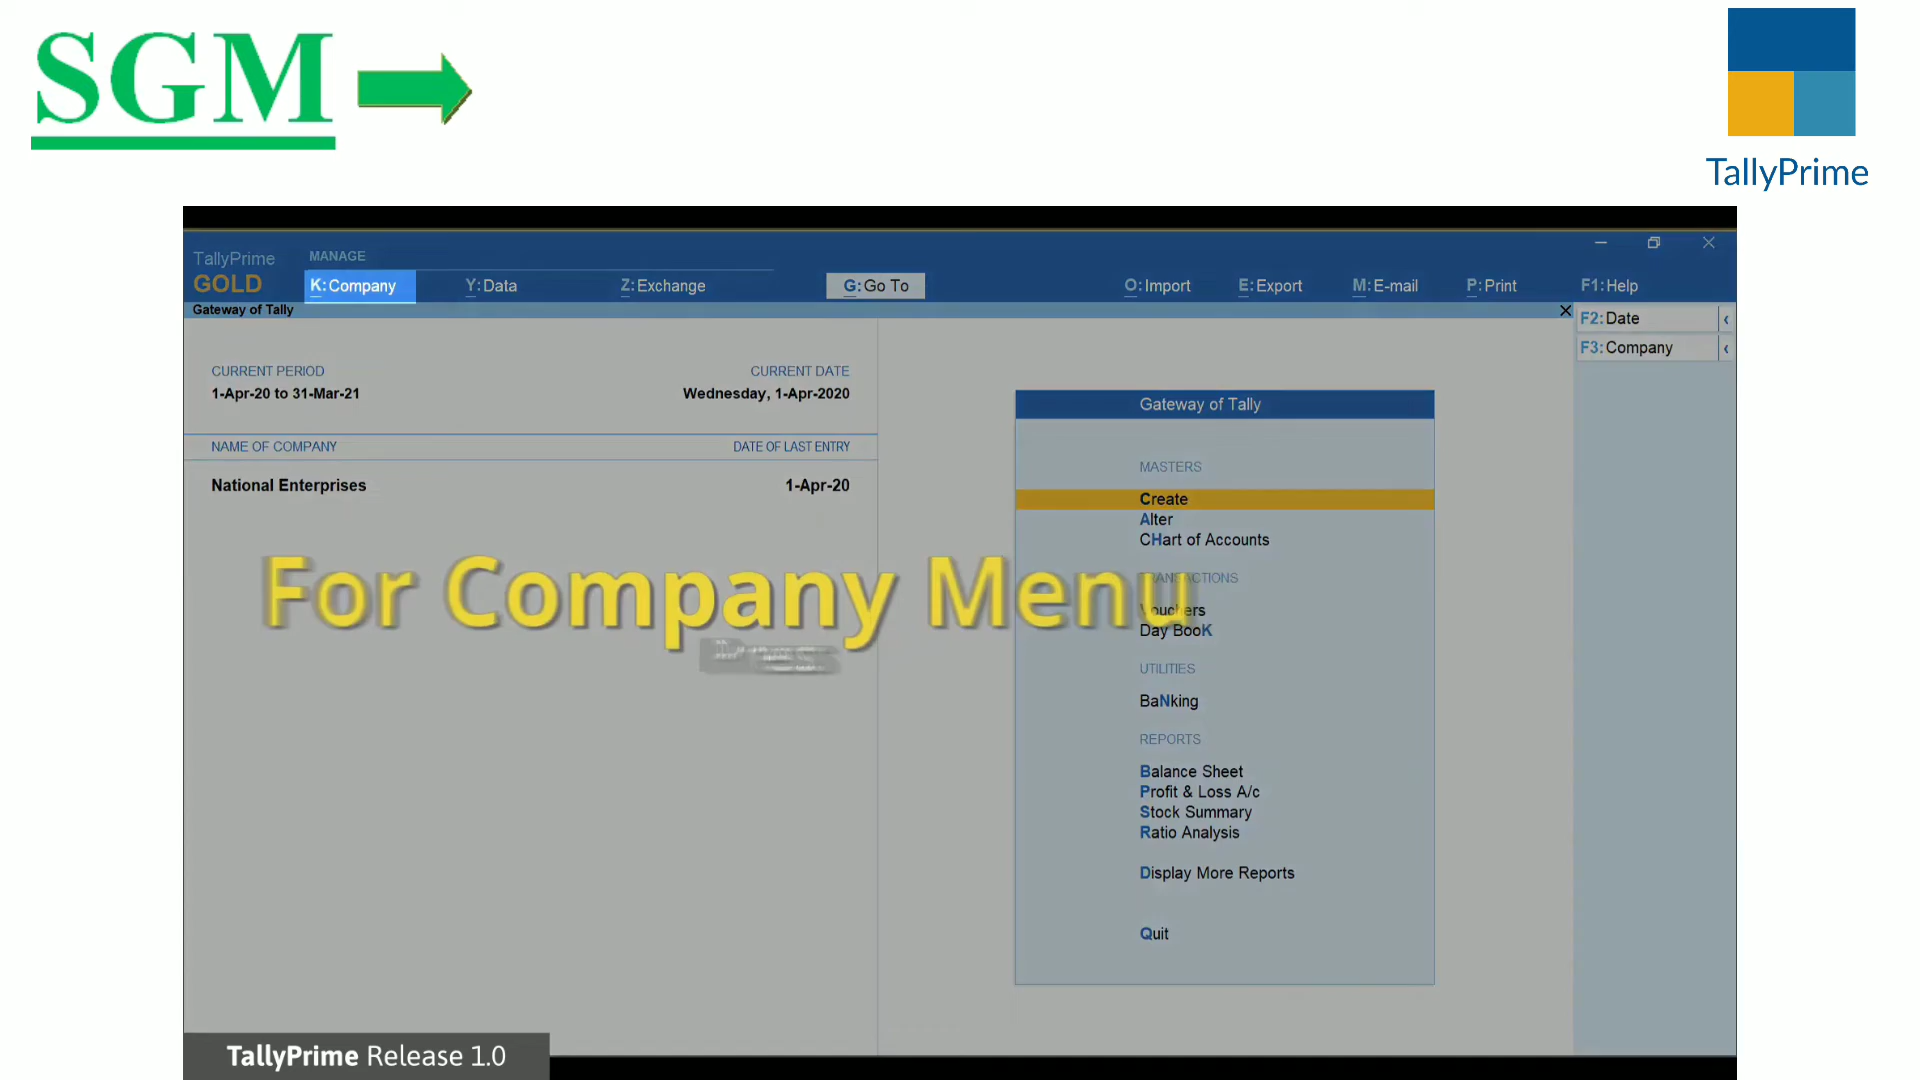 SGM
TallyPrime
TallyPrime
MANAGE
GOLD
K:Company
Y:Data
Z:Exchange
G:Go To
O:Import
E:Export
M:E-mail
P:Print
F1:Help
Gateway of Tally
F2:Date
F3:Company
CURRENT PERIOD
CURRENT DATE
1-Apr-20 to 31-Mar-21
Wednesday, 1-Apr-2020
NAME OF COMPANY
DATE OF LAST ENTRY
National Enterprises
1-Apr-20
Gateway of Tally
MASTERS
Create
Alter
CHart of Accounts
TRANSACTIONS
Vouchers
Day BooK
UTILITIES
BaNking
REPORTS
Balance Sheet
Profit & Loss A/c
Stock Summary
Ratio Analysis
Display More Reports
Quit
For Company Menu
TallyPrime Release 1.0